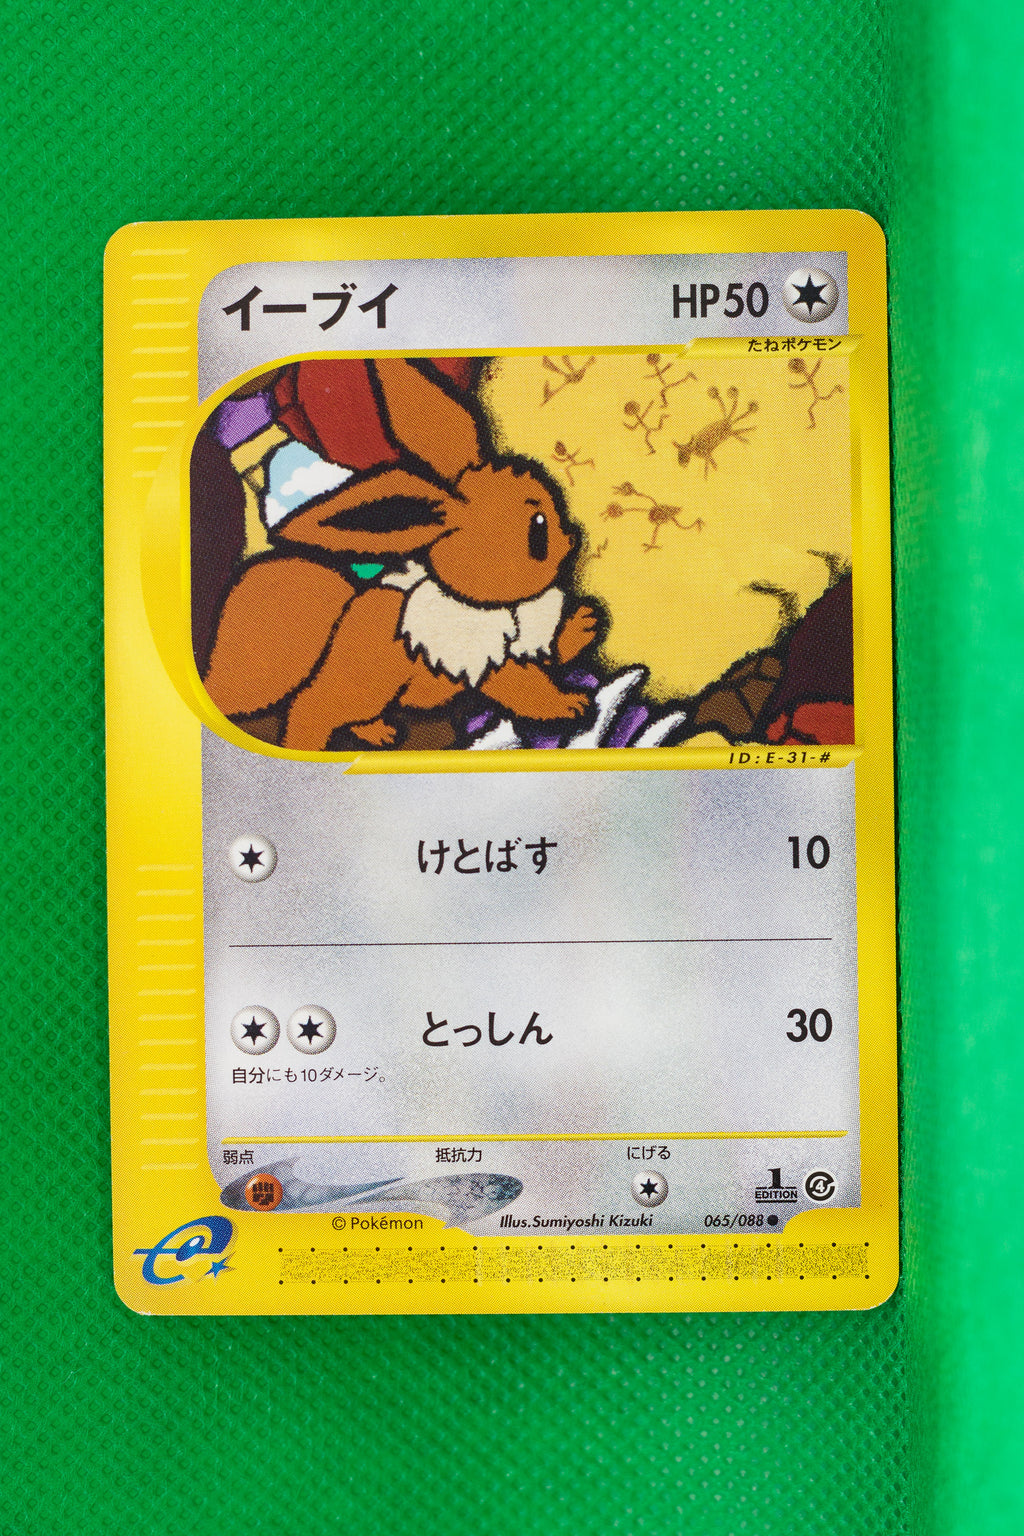 イーブイ HP50
たねポケモン
ID:E-31-#
けとばす 10
とっしん 30
自分にも10ダメージ。
弱点 抵抗力 にげる
1
EDITION
4
© Pokémon Illus.Sumiyoshi Kizuki 065/088●
e